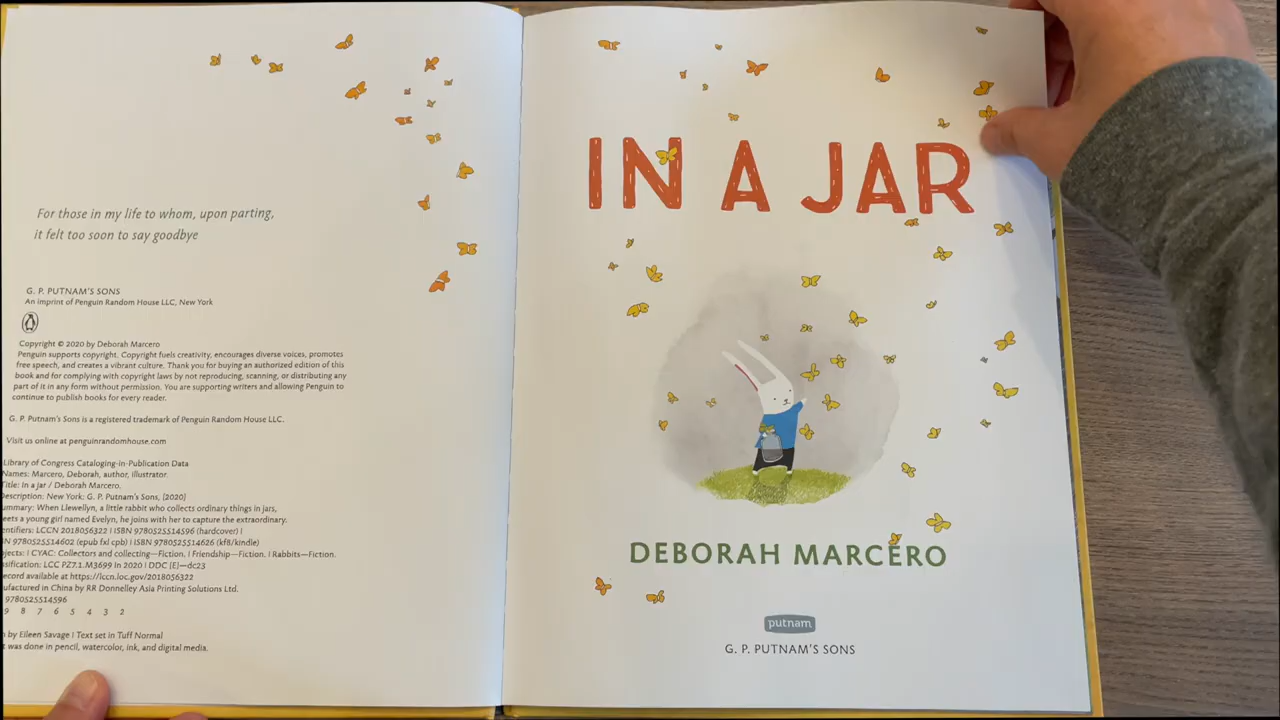 For those in my life to whom, upon parting,
it felt too soon to say goodbye
G. P. PUTNAM'S SONS
An imprint of Penguin Random House LLC, New York
Copyright © 2020 by Deborah Marcero
Penguin supports copyright. Copyright fuels creativity, encourages diverse voices, promotes
free speech, and creates a vibrant culture. Thank you for buying an authorized edition of this
book and for complying with copyright laws by not reproducing, scanning, or distributing any
part of it in any form without permission. You are supporting writers and allowing Penguin to
continue to publish books for every reader.
G. P. Putnam's Sons is a registered trademark of Penguin Random House LLC.
Visit us online at penguinrandomhouse.com
Library of Congress Cataloging-in-Publication Data
Names: Marcero, Deborah, author, illustrator.
Title: In a jar / Deborah Marcero.
Description: New York: G. P. Putnam's Sons, [2020]
ummary: When Llewellyn, a little rabbit who collects ordinary things in jars,
eets a young girl named Evelyn, he joins with her to capture the extraordinary.
entifiers: LCCN 2018056322 | ISBN 9780525514596 (hardcover) |
N 9780525514602 (epub fxl cpb) | ISBN 9780525514626 (kf8/kindle)
jects: | CYAC: Collectors and collecting—Fiction. | Friendship—Fiction. | Rabbits—Fiction.
ssification: LCC PZ7.1.M3699 In 2020 | DDC [E]—dc23
ecord available at https://lccn.loc.gov/2018056322
ufactured in China by RR Donnelley Asia Printing Solutions Ltd.
9780525514596
9 8 7 6 5 4 3 2
by Eileen Savage | Text set in Tuff Normal
t was done in pencil, watercolor, ink, and digital media.
IN A JAR
DEBORAH MARCERO
putnam
G. P. PUTNAM'S SONS